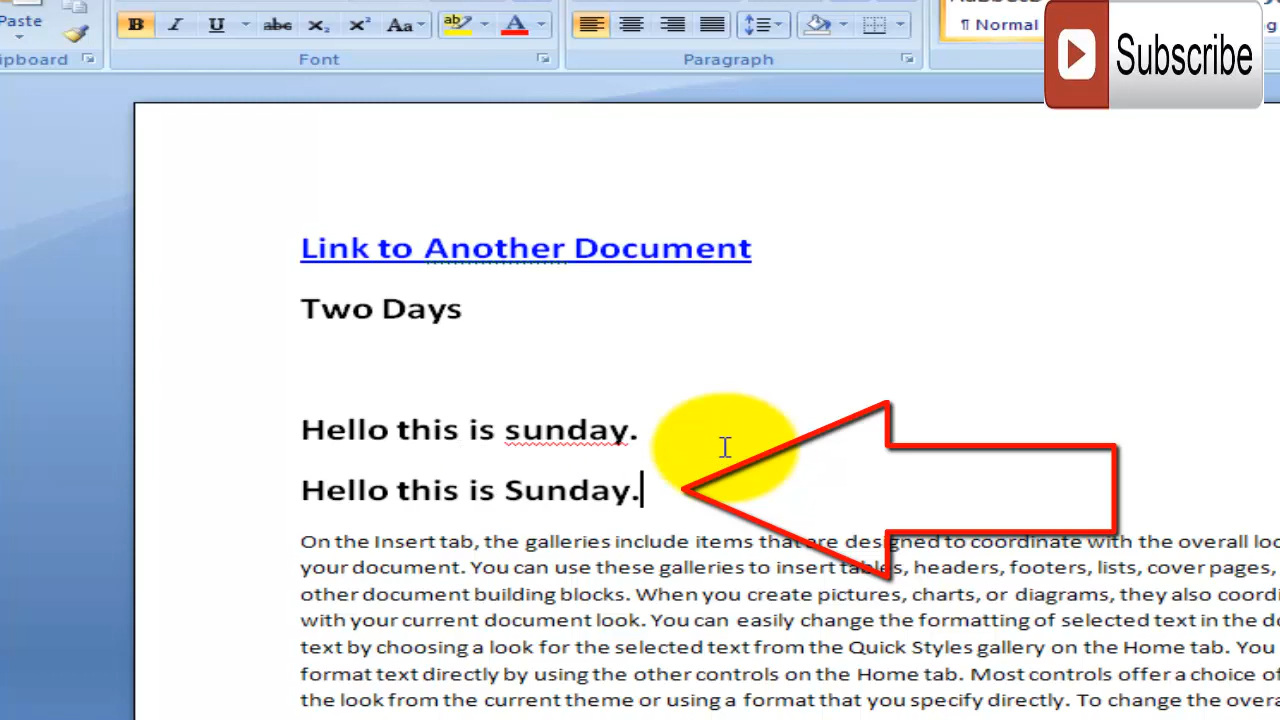 Paste
B I U abc X₂ X² Aa ab A
ipboard Font Paragraph
¶ Normal
Subscribe
Link to Another Document
Two Days
Hello this is sunday.
Hello this is Sunday.
On the Insert tab, the galleries include items that are designed to coordinate with the overall loo
your document. You can use these galleries to insert tables, headers, footers, lists, cover pages,
other document building blocks. When you create pictures, charts, or diagrams, they also coordi
with your current document look. You can easily change the formatting of selected text in the do
text by choosing a look for the selected text from the Quick Styles gallery on the Home tab. You
format text directly by using the other controls on the Home tab. Most controls offer a choice of
the look from the current theme or using a format that you specify directly. To change the overa